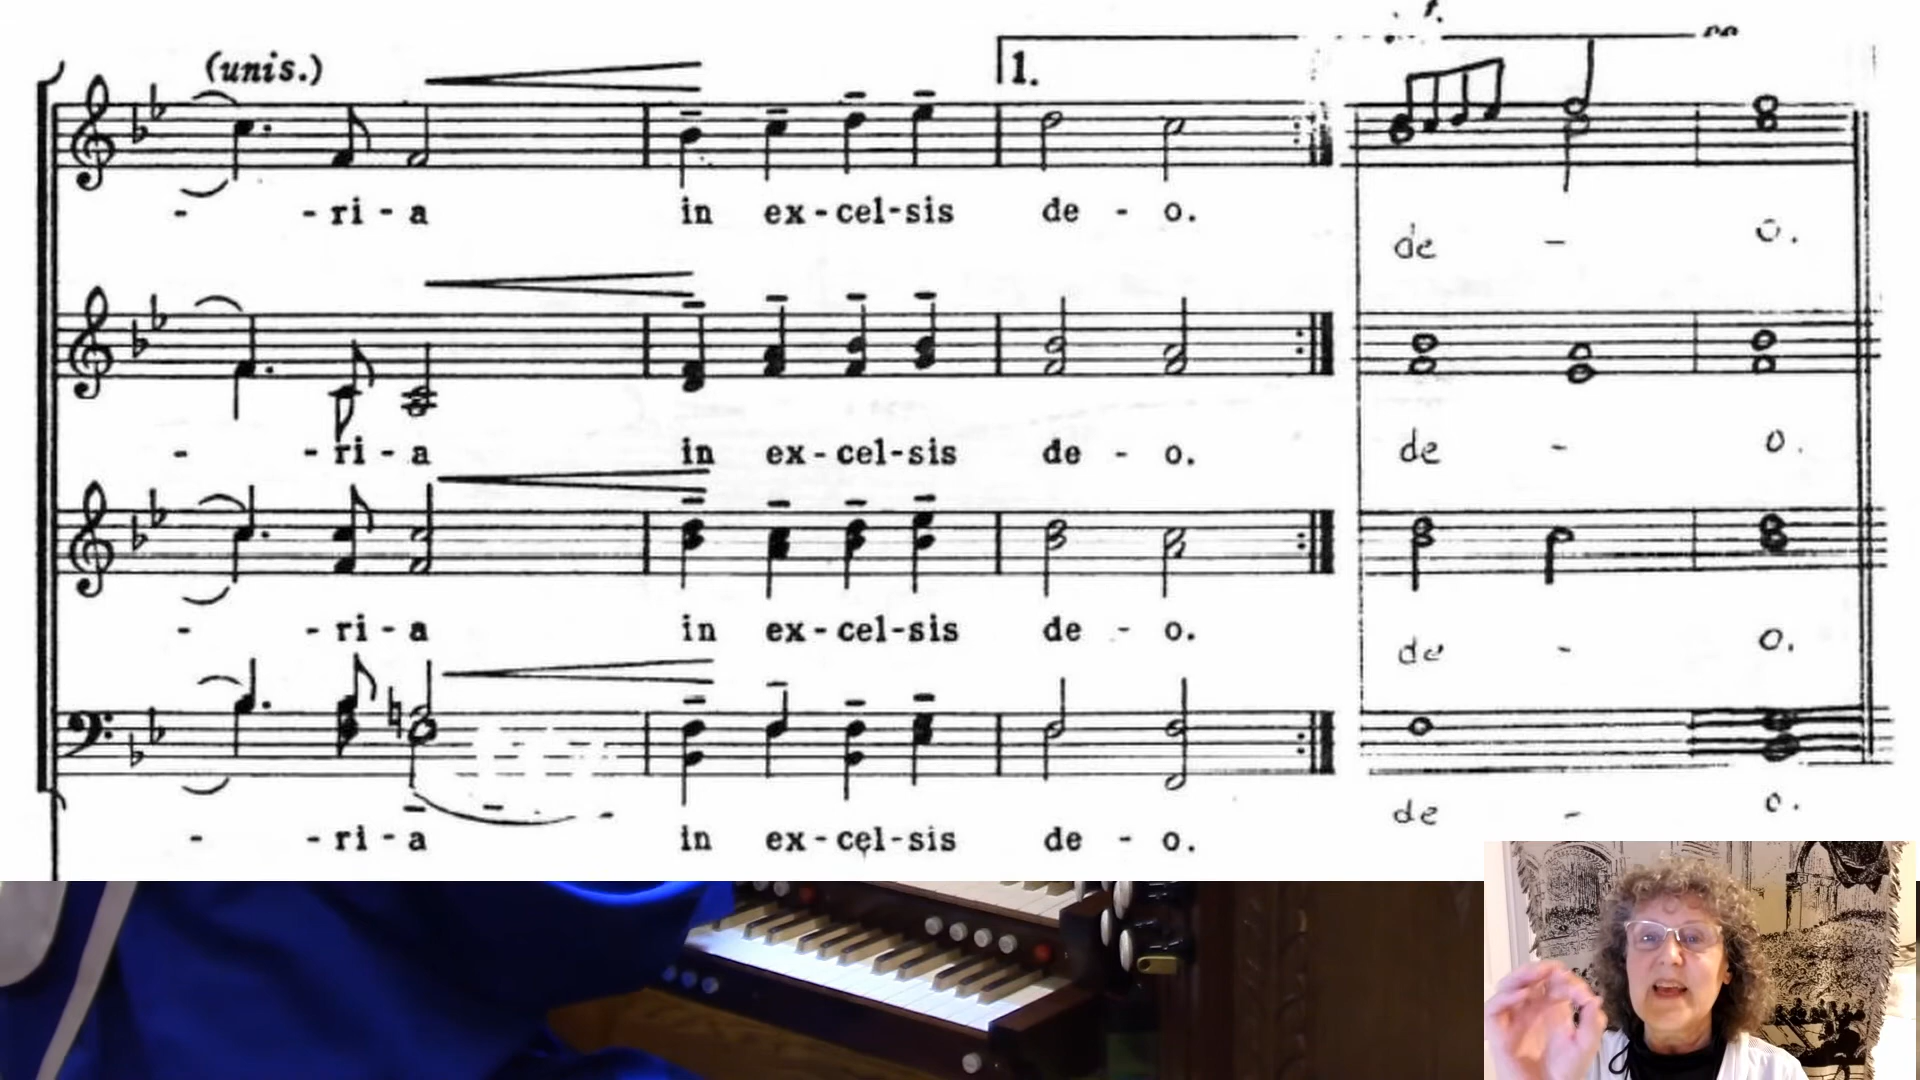 (unis.)
1.
- - ri - a in ex - cel - sis de - o.
de - o.
- - ri - a in ex - cel - sis de - o.
de - o.
- - ri - a in ex - cel - sis de - o.
de - o.
- - ri - a in ex - cel - sis de - o.
de - o.